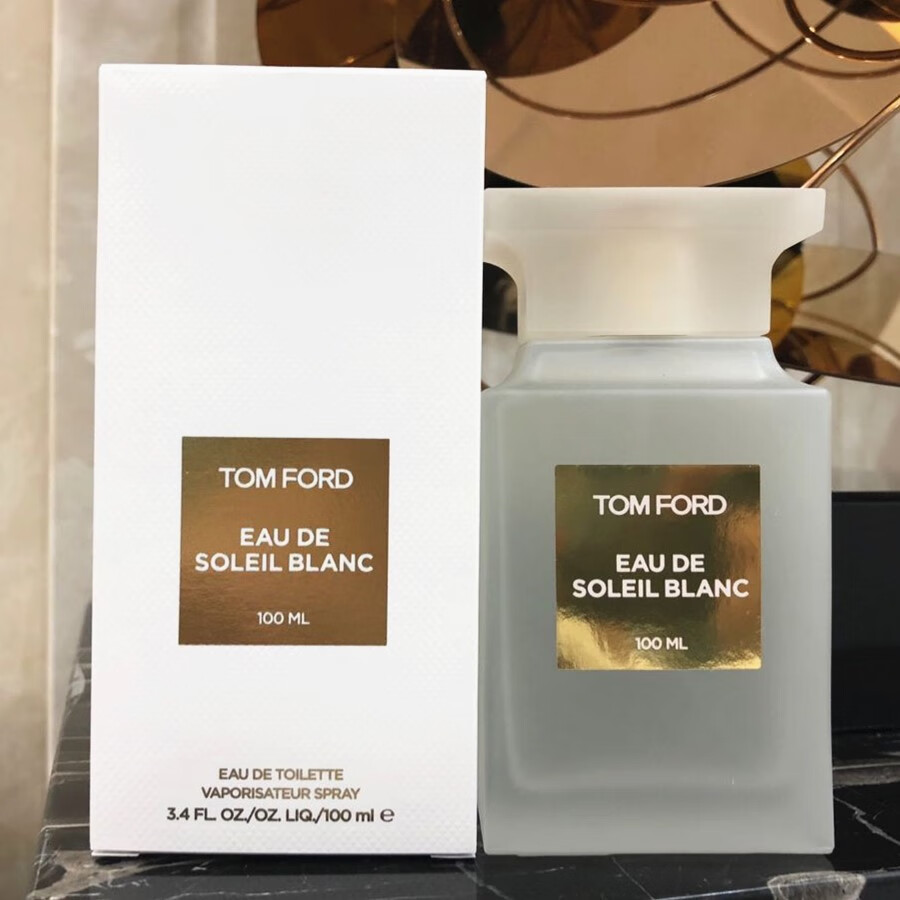 TOM FORD
EAU DE
SOLEIL BLANC
100 ML
EAU DE TOILETTE
VAPORISATEUR SPRAY
3.4 FL. OZ./OZ. LIQ./100 ml ℮
TOM FORD
EAU DE
SOLEIL BLANC
100 ML